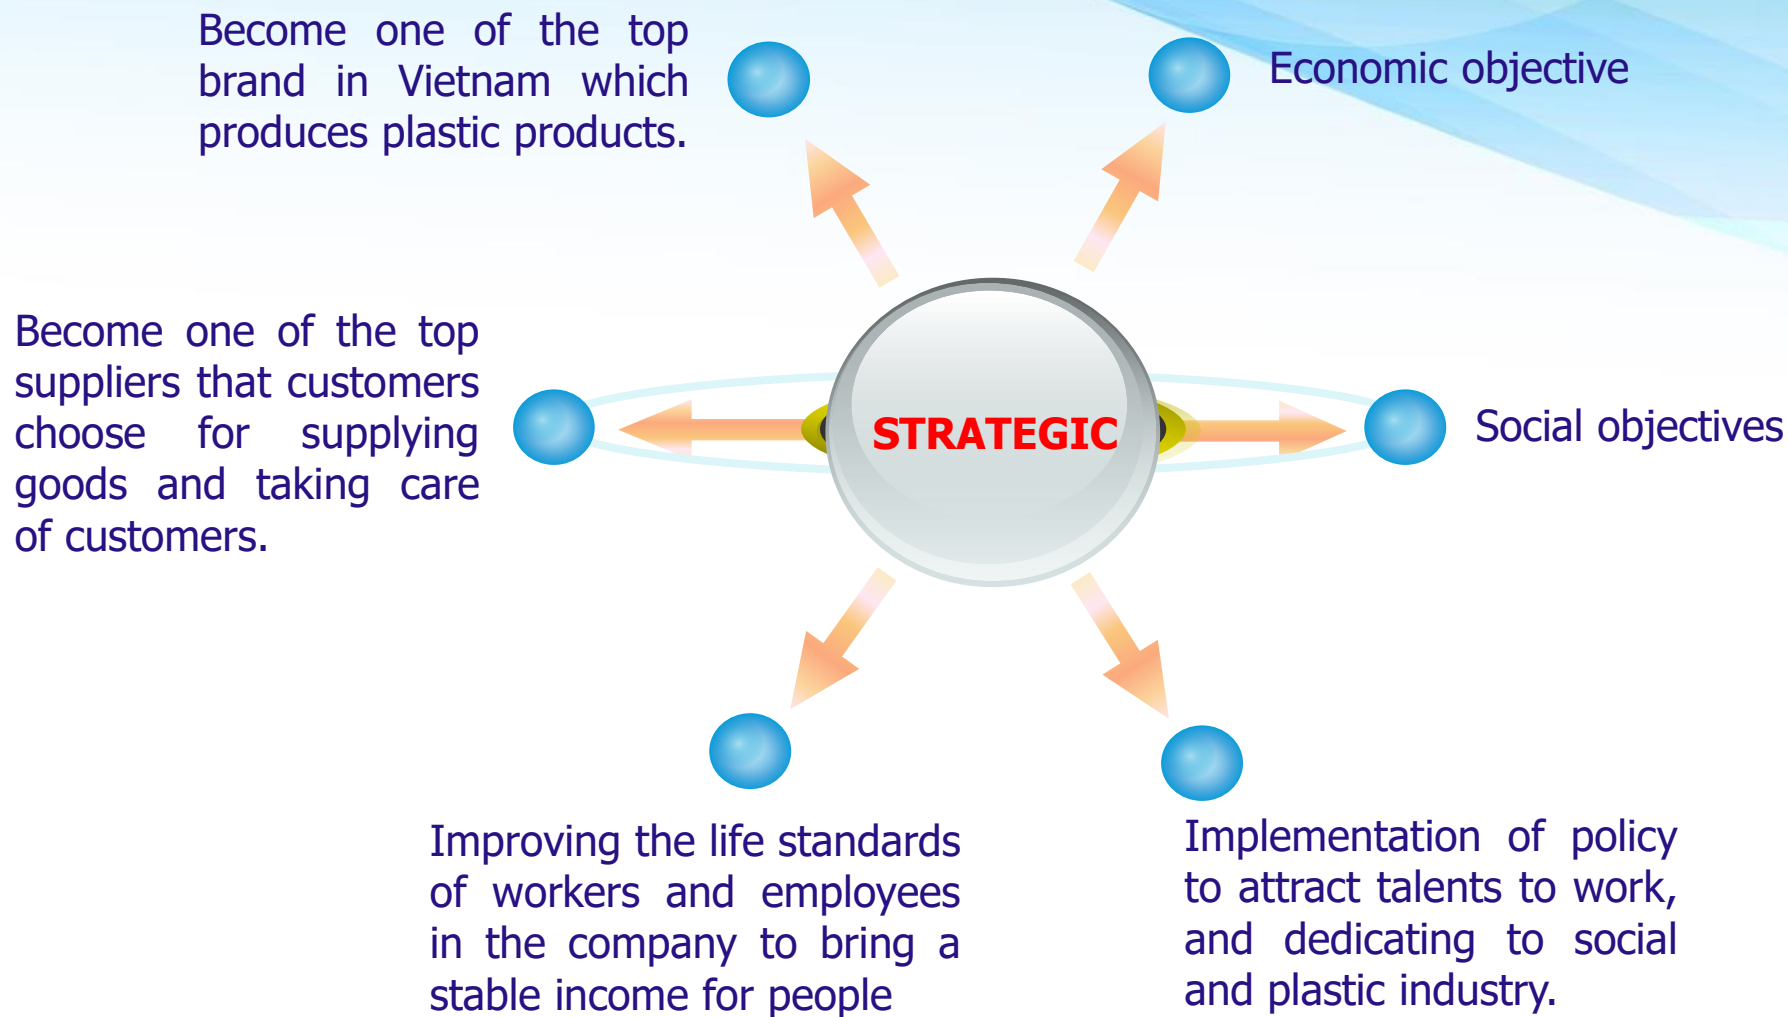 Become one of the top
brand in Vietnam which
produces plastic products.
Economic objective
Become one of the top
suppliers that customers
choose for supplying
goods and taking care
of customers.
STRATEGIC
Social objectives
Improving the life standards
of workers and employees
in the company to bring a
stable income for people
Implementation of policy
to attract talents to work,
and dedicating to social
and plastic industry.